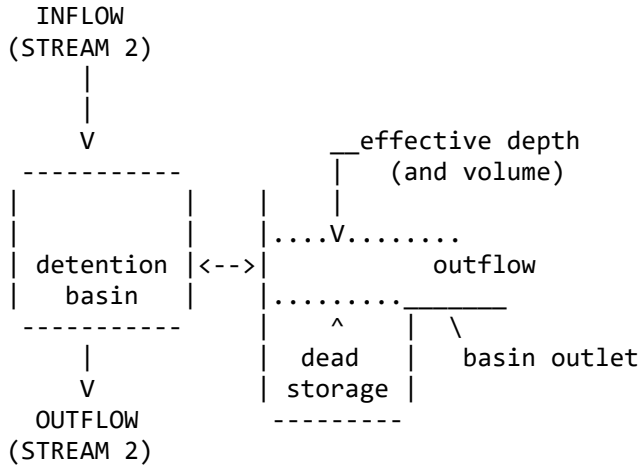 INFLOW
(STREAM 2)
effective depth
(and volume)
detention
basin
outflow
dead
storage
basin outlet
OUTFLOW
(STREAM 2)